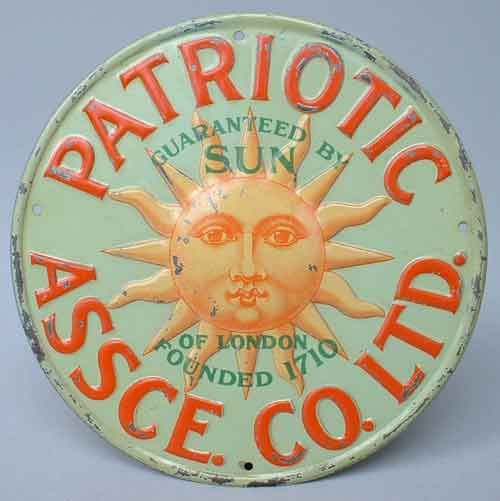 PATRIOTIC
GUARANTEED BY
SUN
OF LONDON
FOUNDED 1710
ASSCE. CO. LTD.